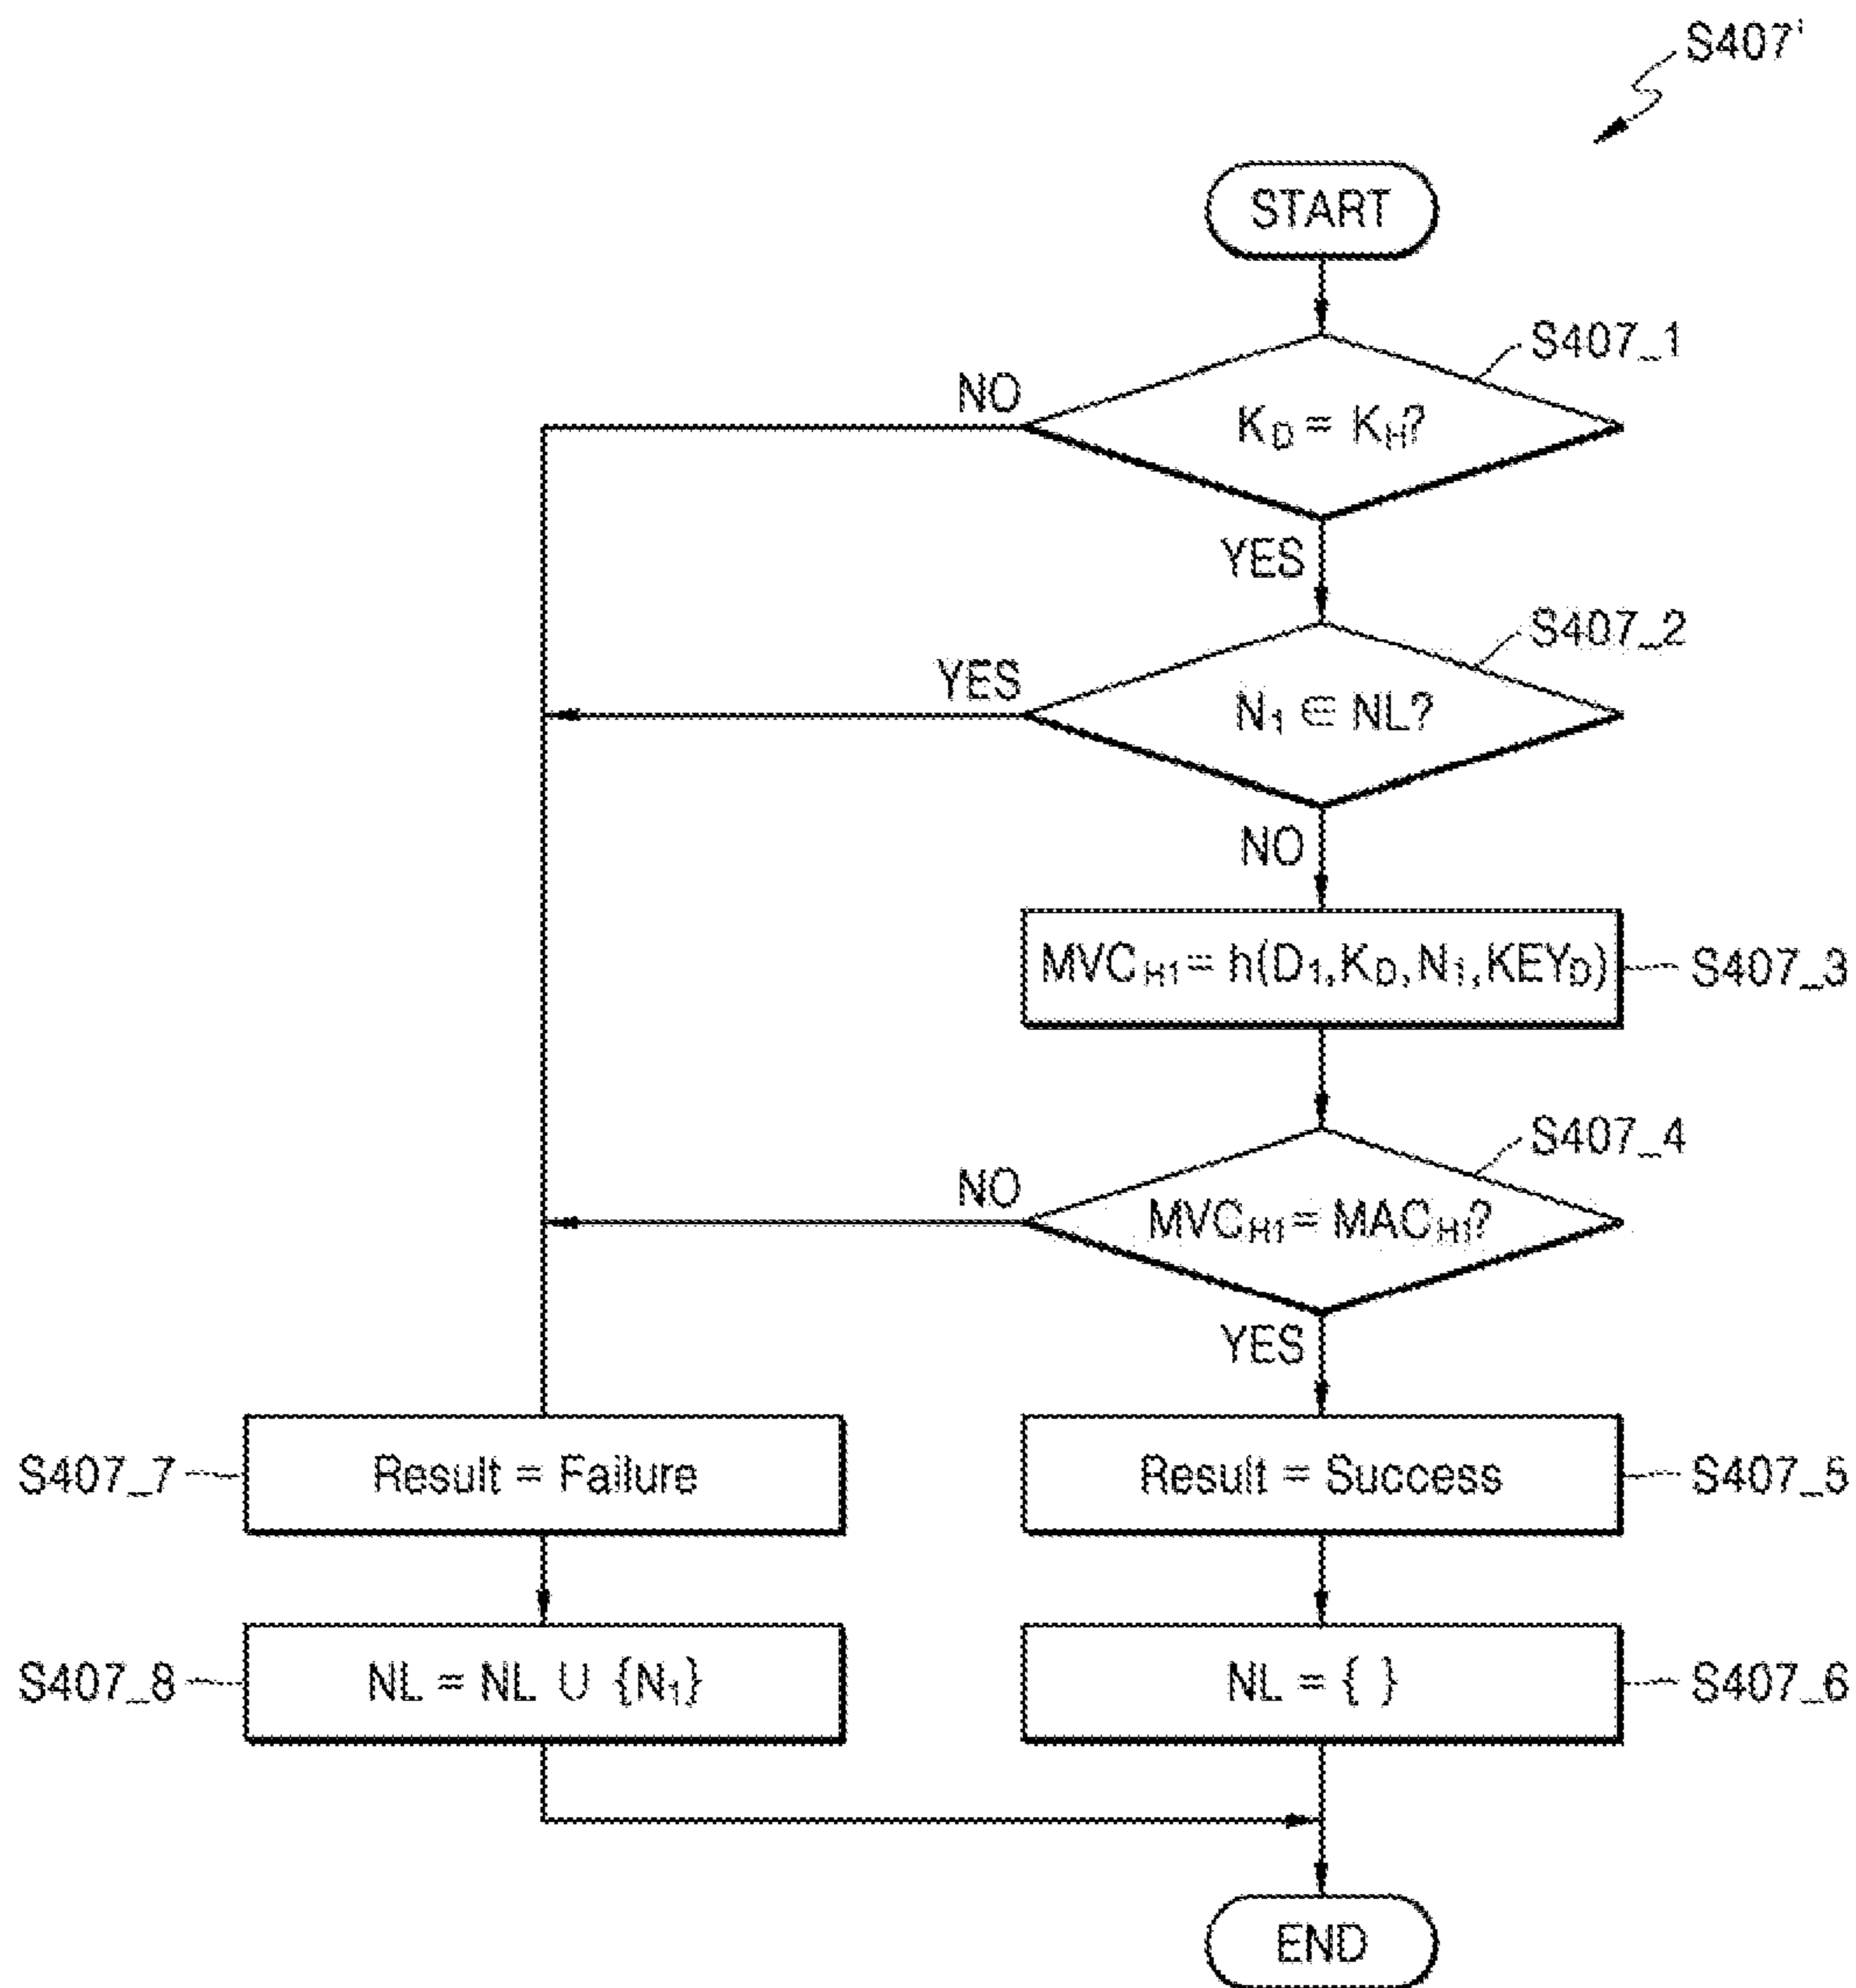 S407'
START
S407_1
NO
K_D = K_H?
YES
S407_2
YES
N_1 ∈ NL?
NO
MVC_H1 = h(D_1,K_D,N_1,KEY_D)
S407_3
S407_4
NO
MVC_H1 = MAC_H1?
YES
S407_7
Result = Failure
Result = Success
S407_5
S407_8
NL = NL ∪ {N_1}
NL = { }
S407_6
END